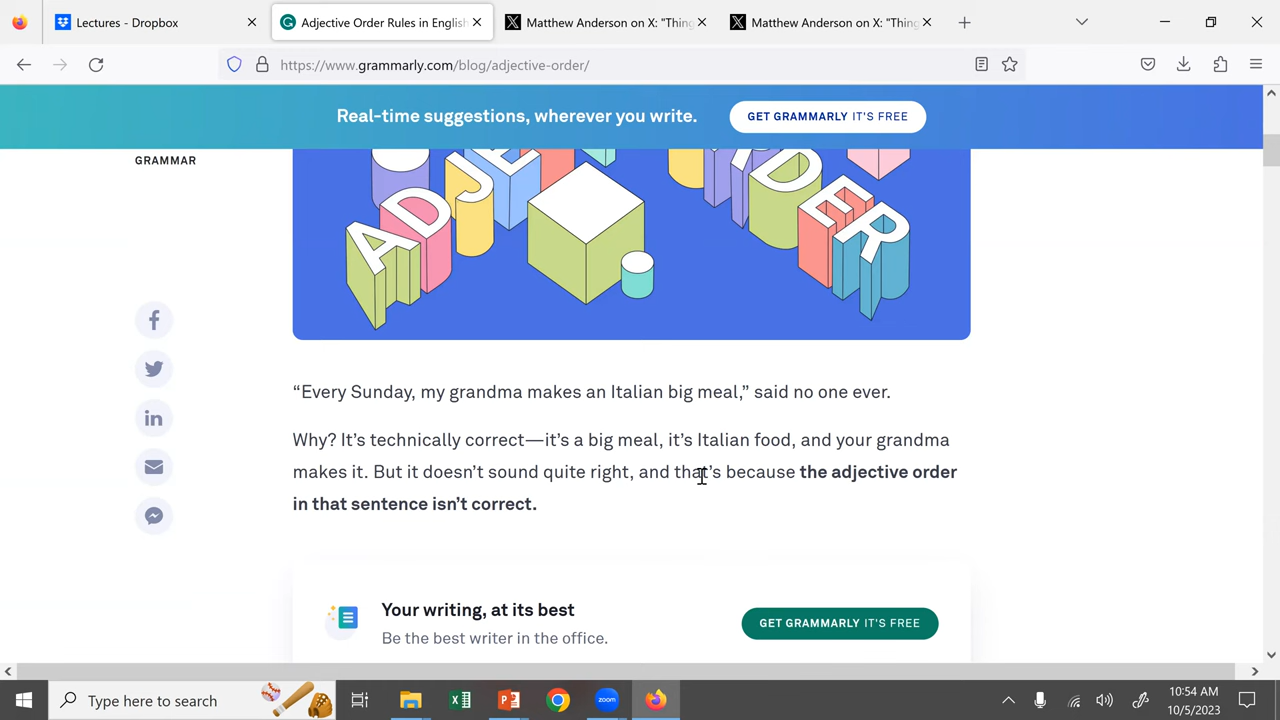 Lectures - Dropbox
Adjective Order Rules in English
Matthew Anderson on X: "Thing
Matthew Anderson on X: "Thing
https://www.grammarly.com/blog/adjective-order/
Real-time suggestions, wherever you write.
GET GRAMMARLY IT'S FREE
GRAMMAR
ADJE
DER
“Every Sunday, my grandma makes an Italian big meal,” said no one ever.
Why? It’s technically correct—it’s a big meal, it’s Italian food, and your grandma
makes it. But it doesn’t sound quite right, and that’s because the adjective order
in that sentence isn’t correct.
Your writing, at its best
Be the best writer in the office.
GET GRAMMARLY IT'S FREE
Type here to search
zoom
10:54 AM
10/5/2023